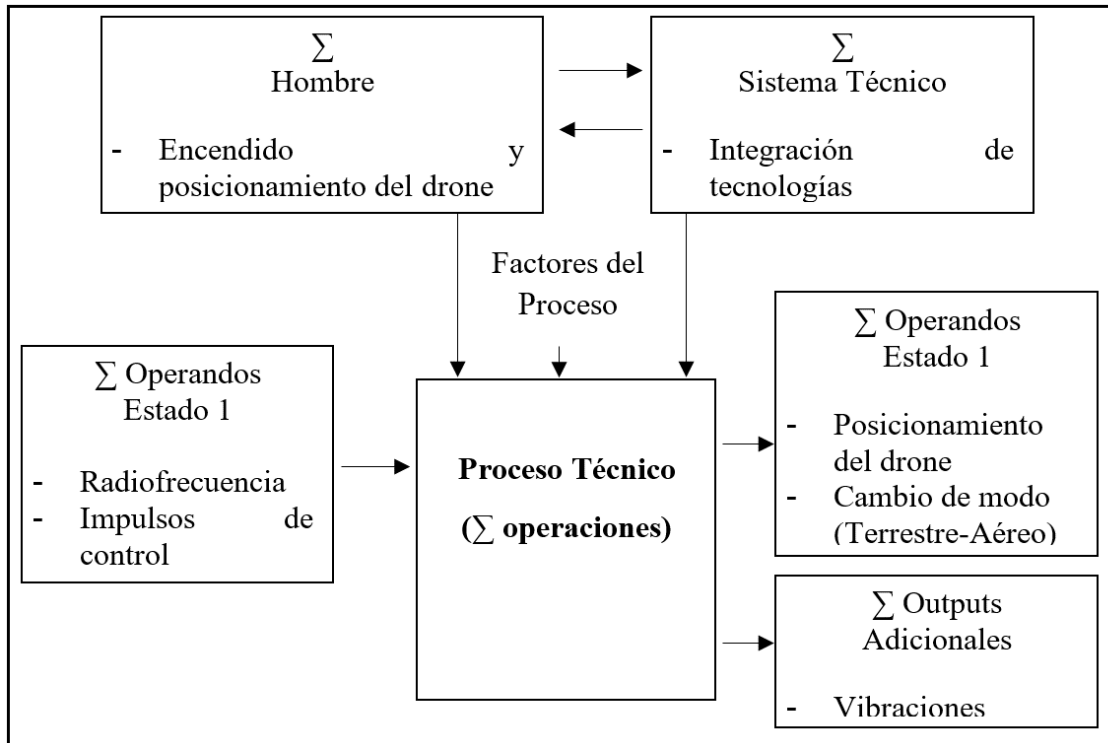 ∑
Hombre
- Encendido y
posicionamiento del drone
∑
Sistema Técnico
- Integración de
tecnologías
Factores del
Proceso
∑ Operandos
Estado 1
- Radiofrecuencia
- Impulsos de
control
Proceso Técnico
(∑ operaciones)
∑ Operandos
Estado 1
- Posicionamiento
del drone
- Cambio de modo
(Terrestre-Aéreo)
∑ Outputs
Adicionales
- Vibraciones